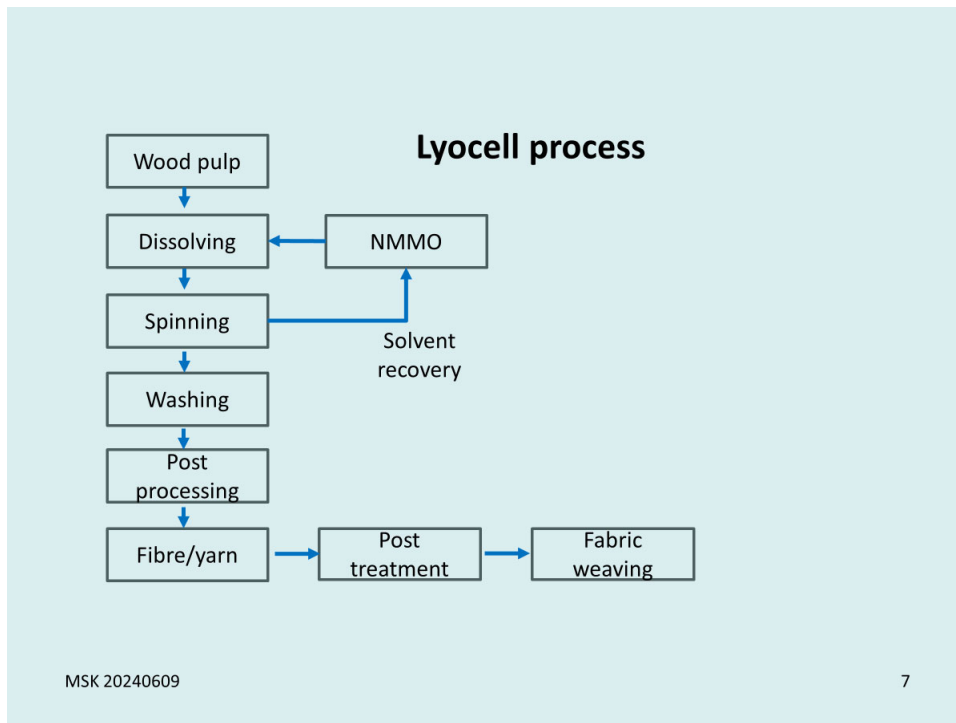 Lyocell process
Wood pulp
Dissolving
NMMO
Spinning
Solvent
recovery
Washing
Post
processing
Fibre/yarn
Post
treatment
Fabric
weaving
MSK 20240609
7